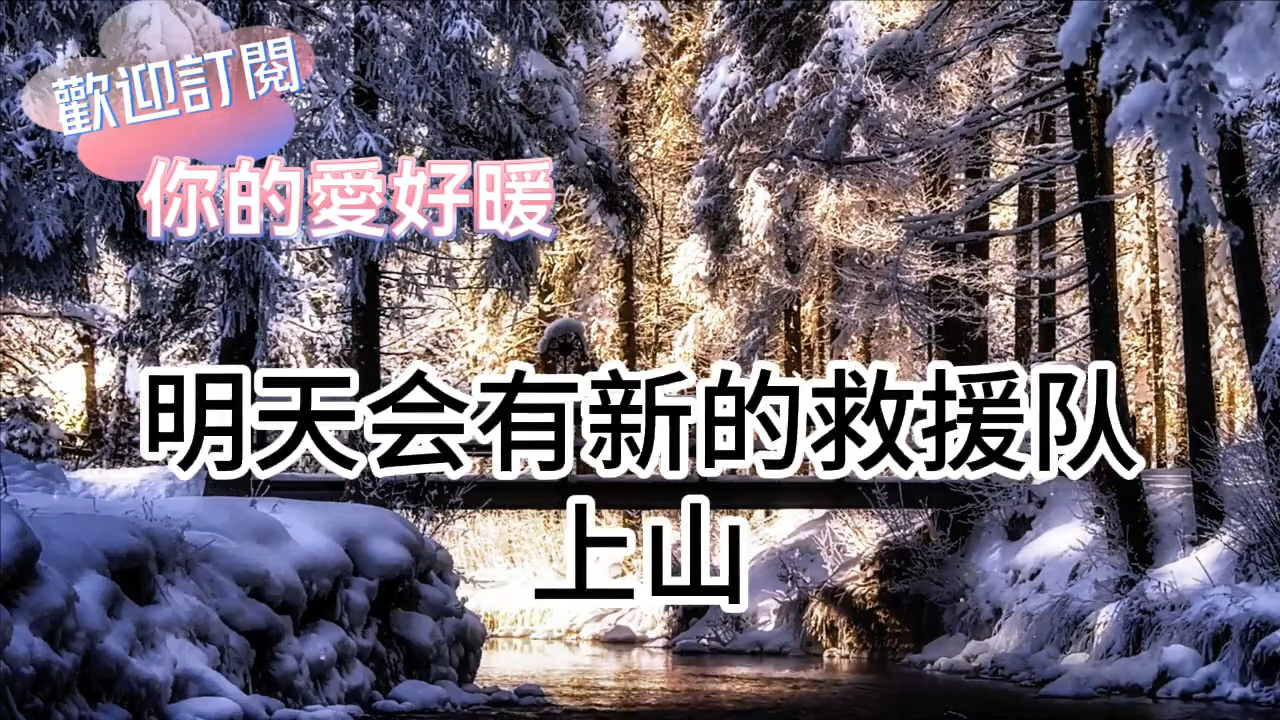 歡迎訂閱
你的愛好暖
明天会有新的救援队
上山